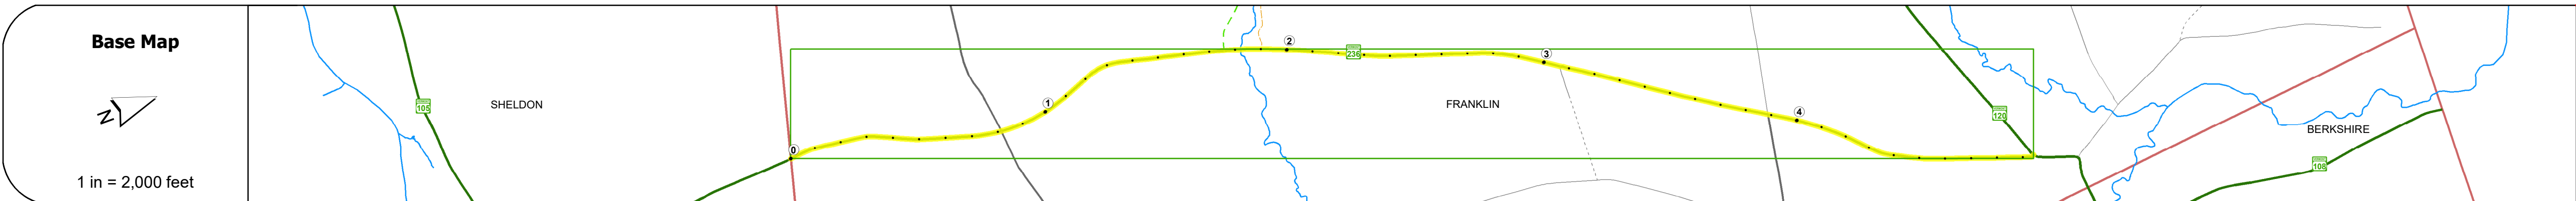 Base Map
N
1 in = 2,000 feet
105
SHELDON
0
1
2
236
3
FRANKLIN
4
120
BERKSHIRE
108